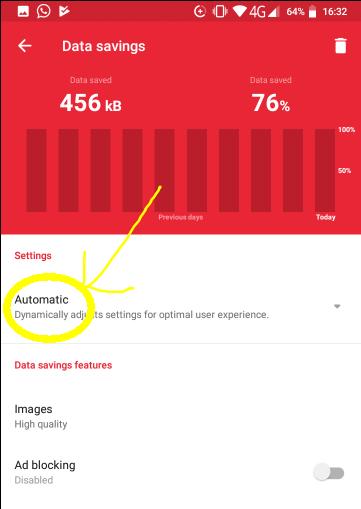 4G 64% 16:32
Data savings
Data saved Data saved
456 kB 76%
100%
50%
Previous days Today
Settings
Automatic
Dynamically adjusts settings for optimal user experience.
Data savings features
Images
High quality
Ad blocking
Disabled